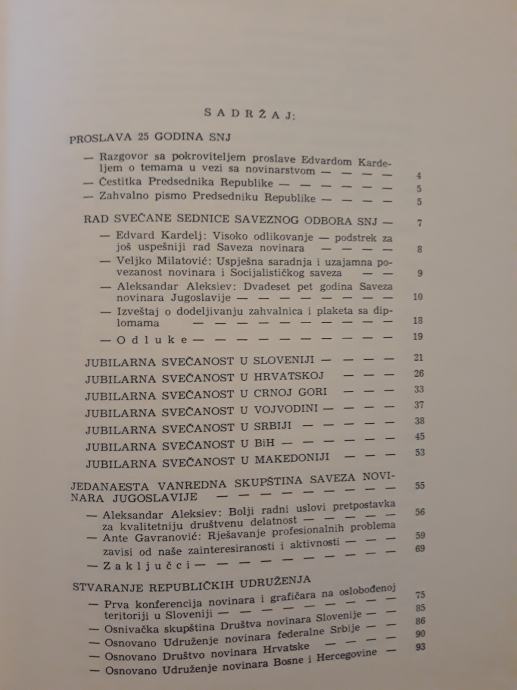 SADRŽAJ:
PROSLAVA 25 GODINA SNJ
— Razgovor sa pokroviteljem proslave Edvardom Karde-
ljem o temama u vezi sa novinarstvom — — — — 4
— Čestitka Predsednika Republike — — — — — — 5
— Zahvalno pismo Predsedniku Republike — — — — 5
RAD SVEČANE SEDNICE SAVEZNOG ODBORA SNJ — 7
— Edvard Kardelj: Visoko odlikovanje — podstrek za
još uspešniji rad Saveza novinara — — — — 8
— Veljko Milatović: Uspješna saradnja i uzajamna po-
vezanost novinara i Socijalističkog saveza — — 9
— Aleksandar Aleksiev: Dvadeset pet godina Saveza
novinara Jugoslavije — — — — — — — — 10
— Izveštaj o dodeljivanju zahvalnica i plaketa sa dip-
lomama — — — — — — — — — — 18
— Odluke — — — — — — — — — — 19
JUBILARNA SVEČANOST U SLOVENIJI — — — — 21
JUBILARNA SVEČANOST U HRVATSKOJ — — — — 26
JUBILARNA SVEČANOST U CRNOJ GORI — — — — 33
JUBILARNA SVEČANOST U VOJVODINI — — — — 37
JUBILARNA SVEČANOST U SRBIJI — — — — — 38
JUBILARNA SVEČANOST U BiH — — — — — — 45
JUBILARNA SVEČANOST U MAKEDONIJI — — — — 53
JEDANAESTA VANREDNA SKUPŠTINA SAVEZA NOVI-
NARA JUGOSLAVIJE — — — — — — — — — 55
— Aleksandar Aleksiev: Bolji radni uslovi pretpostavka
za kvalitetniju društvenu delatnost — — — — — 56
— Ante Gavranović: Rješavanje profesionalnih problema
zavisi od naše zainteresiranosti i aktivnosti — — — 59
— Zaključci — — — — — — — — — — 69
STVARANJE REPUBLIČKIH UDRUŽENJA
— Prva konferencija novinara i grafičara na oslobođenoj
teritoriji u Sloveniji — — — — — — — — 75
— Osnivačka skupština Društva novinara Slovenije — — 85
— Osnovano Udruženje novinara federalne Srbije — — 86
— Osnovano Društvo novinara Hrvatske — — — — 90
— Osnovano Udruženje novinara Bosne i Hercegovine — 93